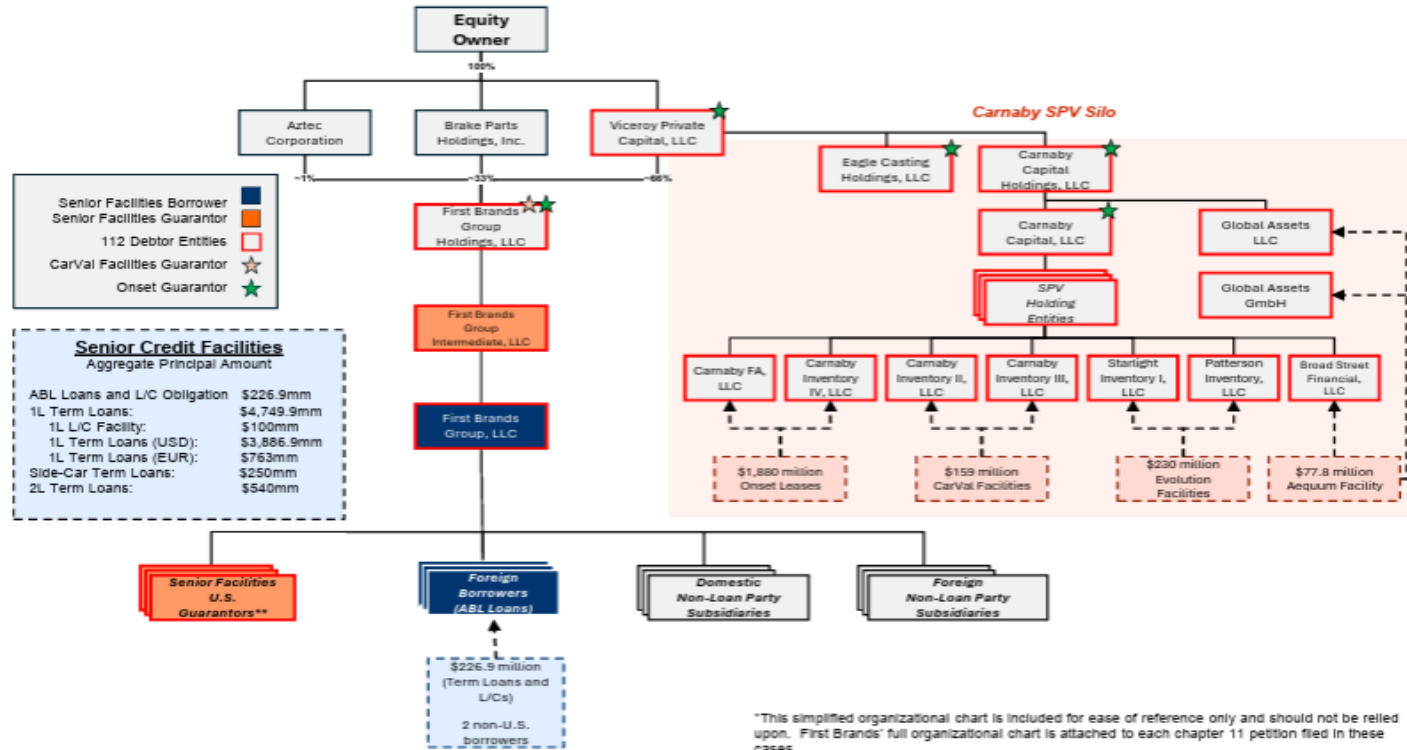 Equity
Owner
100%
Aztec
Corporation
Brake Parts
Holdings, Inc.
Viceroy Private
Capital, LLC
Carnaby SPV Silo
Eagle Casting
Holdings, LLC
Carnaby
Capital
Holdings, LLC
~1%
~33%
~66%
Senior Facilities Borrower
Senior Facilities Guarantor
112 Debtor Entities
CarVal Facilities Guarantor
Onset Guarantor
First Brands
Group
Holdings, LLC
Carnaby
Capital, LLC
Global Assets
LLC
SPV
Holding
Entities
Global Assets
GmbH
First Brands
Group
Intermediate, LLC
Senior Credit Facilities
Aggregate Principal Amount
ABL Loans and L/C Obligation $226.9mm
1L Term Loans: $4,749.9mm
1L L/C Facility: $100mm
1L Term Loans (USD): $3,886.9mm
1L Term Loans (EUR): $763mm
Side-Car Term Loans: $250mm
2L Term Loans: $540mm
Carnaby FA,
LLC
Carnaby
Inventory
IV, LLC
Carnaby
Inventory II, LLC
Carnaby
Inventory III,
LLC
Starlight
Inventory I,
LLC
Patterson
Inventory,
LLC
Broad Street
Financial,
LLC
First Brands
Group, LLC
$1,880 million
Onset Leases
$159 million
CarVal Facilities
$230 million
Evolution
Facilities
$77.8 million
Aequum Facility
Senior Facilities
U.S.
Guarantors**
Foreign
Borrowers
(ABL Loans)
Domestic
Non-Loan Party
Subsidiaries
Foreign
Non-Loan Party
Subsidiaries
$226.9 million
(Term Loans and
L/Cs)
2 non-U.S.
borrowers
*This simplified organizational chart is included for ease of reference only and should not be relied
upon. First Brands' full organizational chart is attached to each chapter 11 petition filed in these
cases